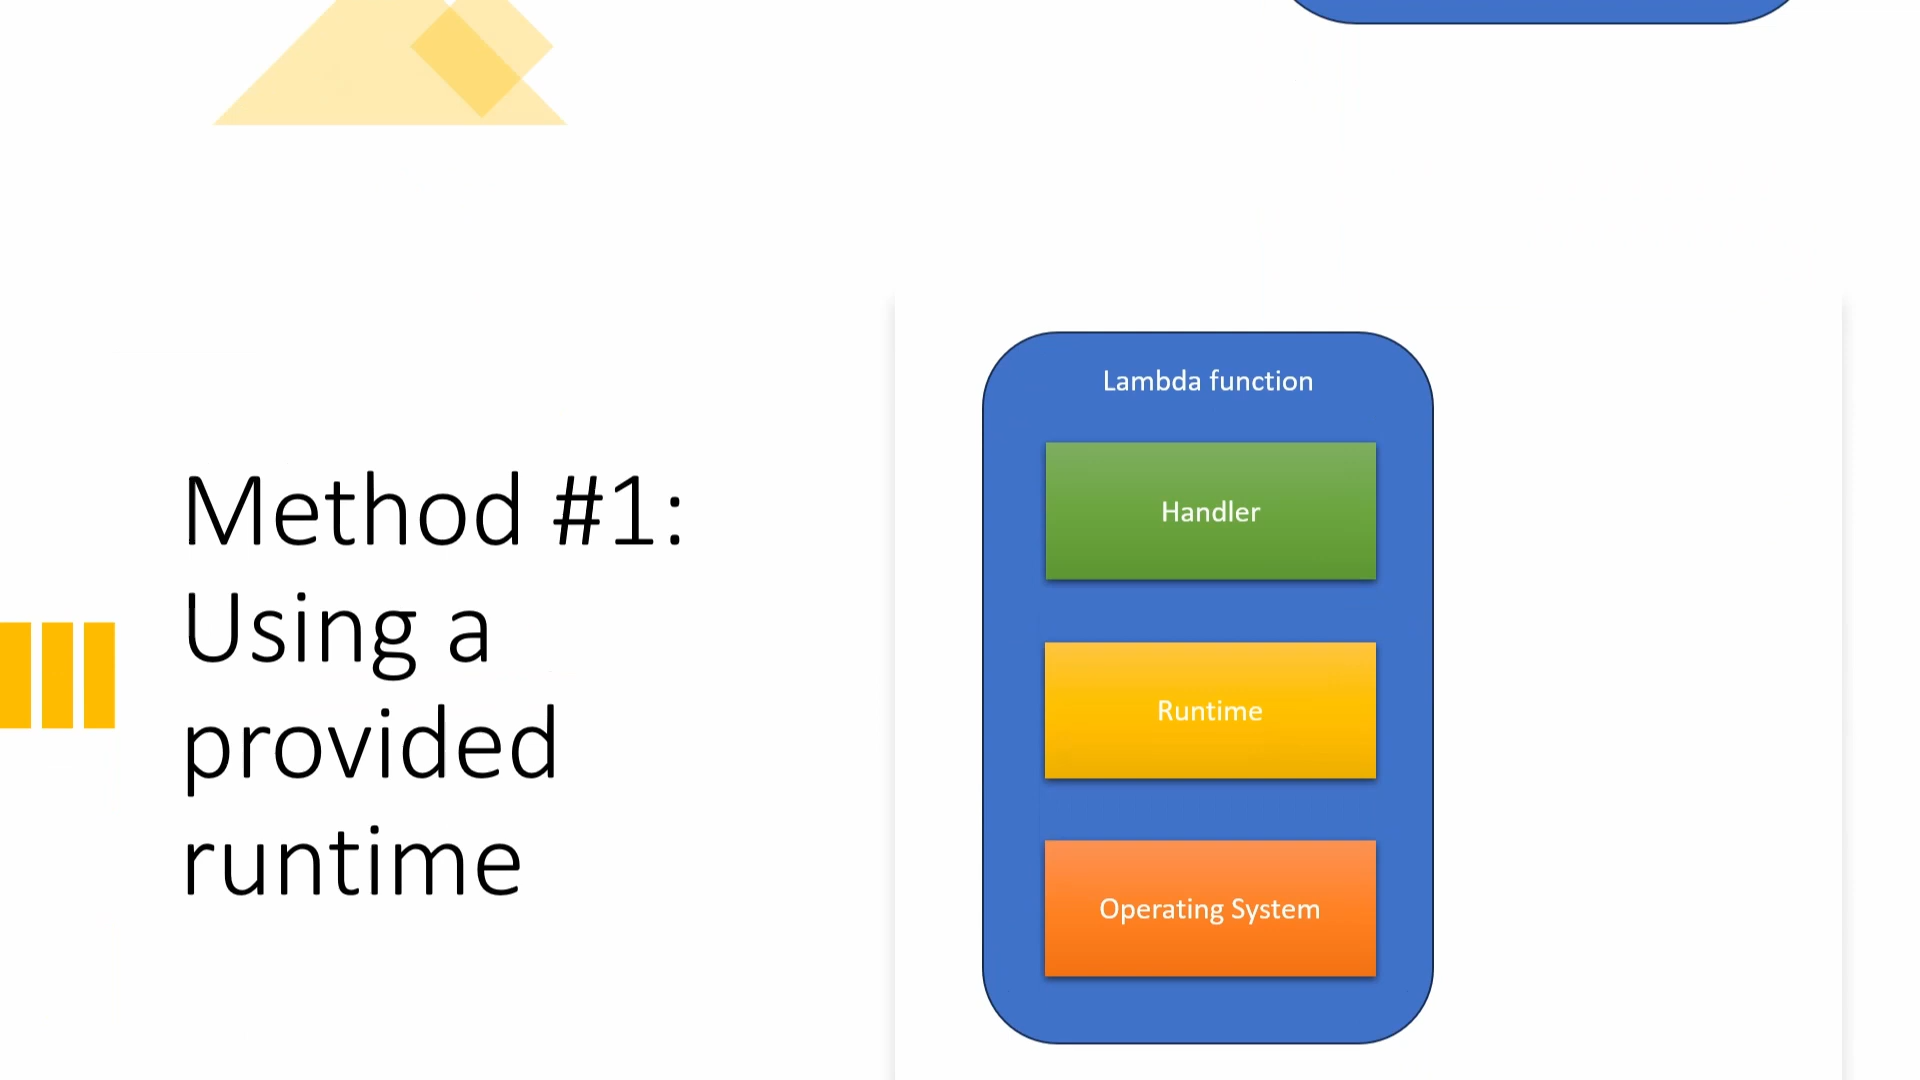 Method #1:
Using a
provided
runtime
Lambda function
Handler
Runtime
Operating System